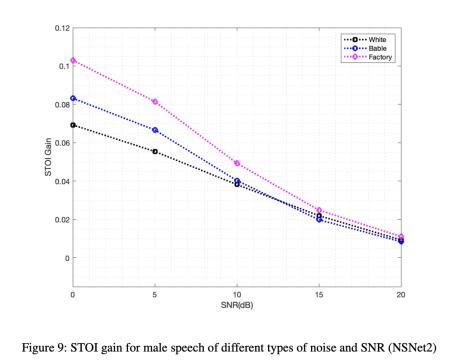 0.12
0.1
0.08
0.06
0.04
0.02
0
STOI Gain
White
Bable
Factory
0 5 10 15 20
SNR(dB)
Figure 9: STOI gain for male speech of different types of noise and SNR (NSNet2)